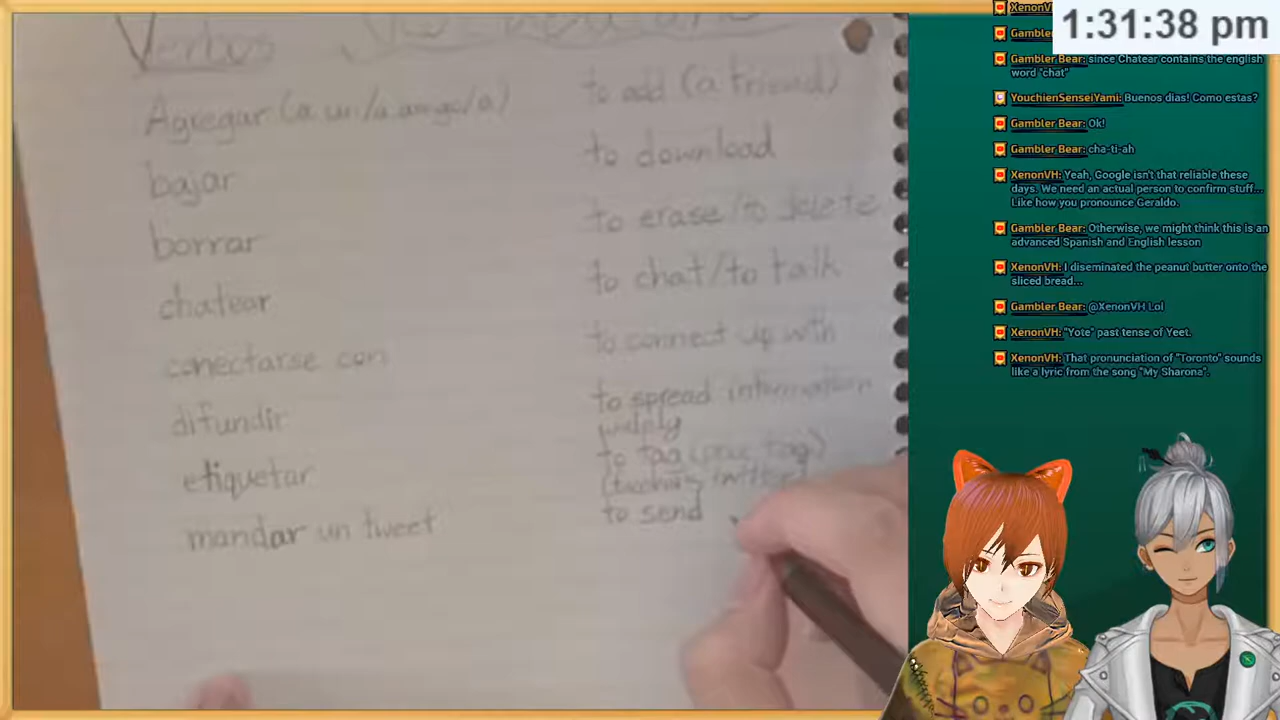 1:31:38 pm
Verbos
Agregar (a un/a amigo/a)
to add (a friend)
bajar
to download
borrar
to erase/to delete
chatear
to chat/to talk
conectarse con
to connect up with
difundir
to spread information
widely
etiquetar
to tag
mandar un tweet
to send
XenonV
Gambler
Gambler Bear: since Chatear contains the english
word "chat"
YouchienSenseiYami: Buenos dias! Como estas?
Gambler Bear: Ok!
Gambler Bear: cha-ti-ah
XenonVH: Yeah, Google isn't that reliable these
days. We need an actual person to confirm stuff...
Like how you pronounce Geraldo.
Gambler Bear: Otherwise, we might think this is an
advanced Spanish and English lesson
XenonVH: I diseminated the peanut butter onto the
sliced bread...
Gambler Bear: @XenonVH Lol
XenonVH: "Yote" past tense of Yeet.
XenonVH: That pronunciation of "Toronto" sounds
like a lyric from the song "My Sharona".